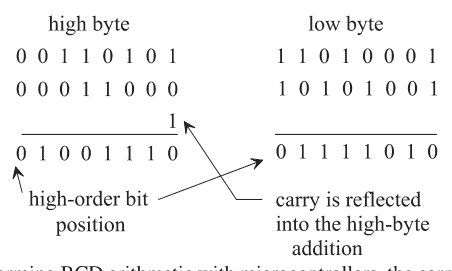 high byte low byte
0 0 1 1 0 1 0 1 1 1 0 1 0 0 0 1
0 0 0 1 1 0 0 0 1 0 1 0 1 0 0 1
1
0 1 0 0 1 1 1 0 0 1 1 1 1 0 1 0
high-order bit carry is reflected
position into the high-byte
addition